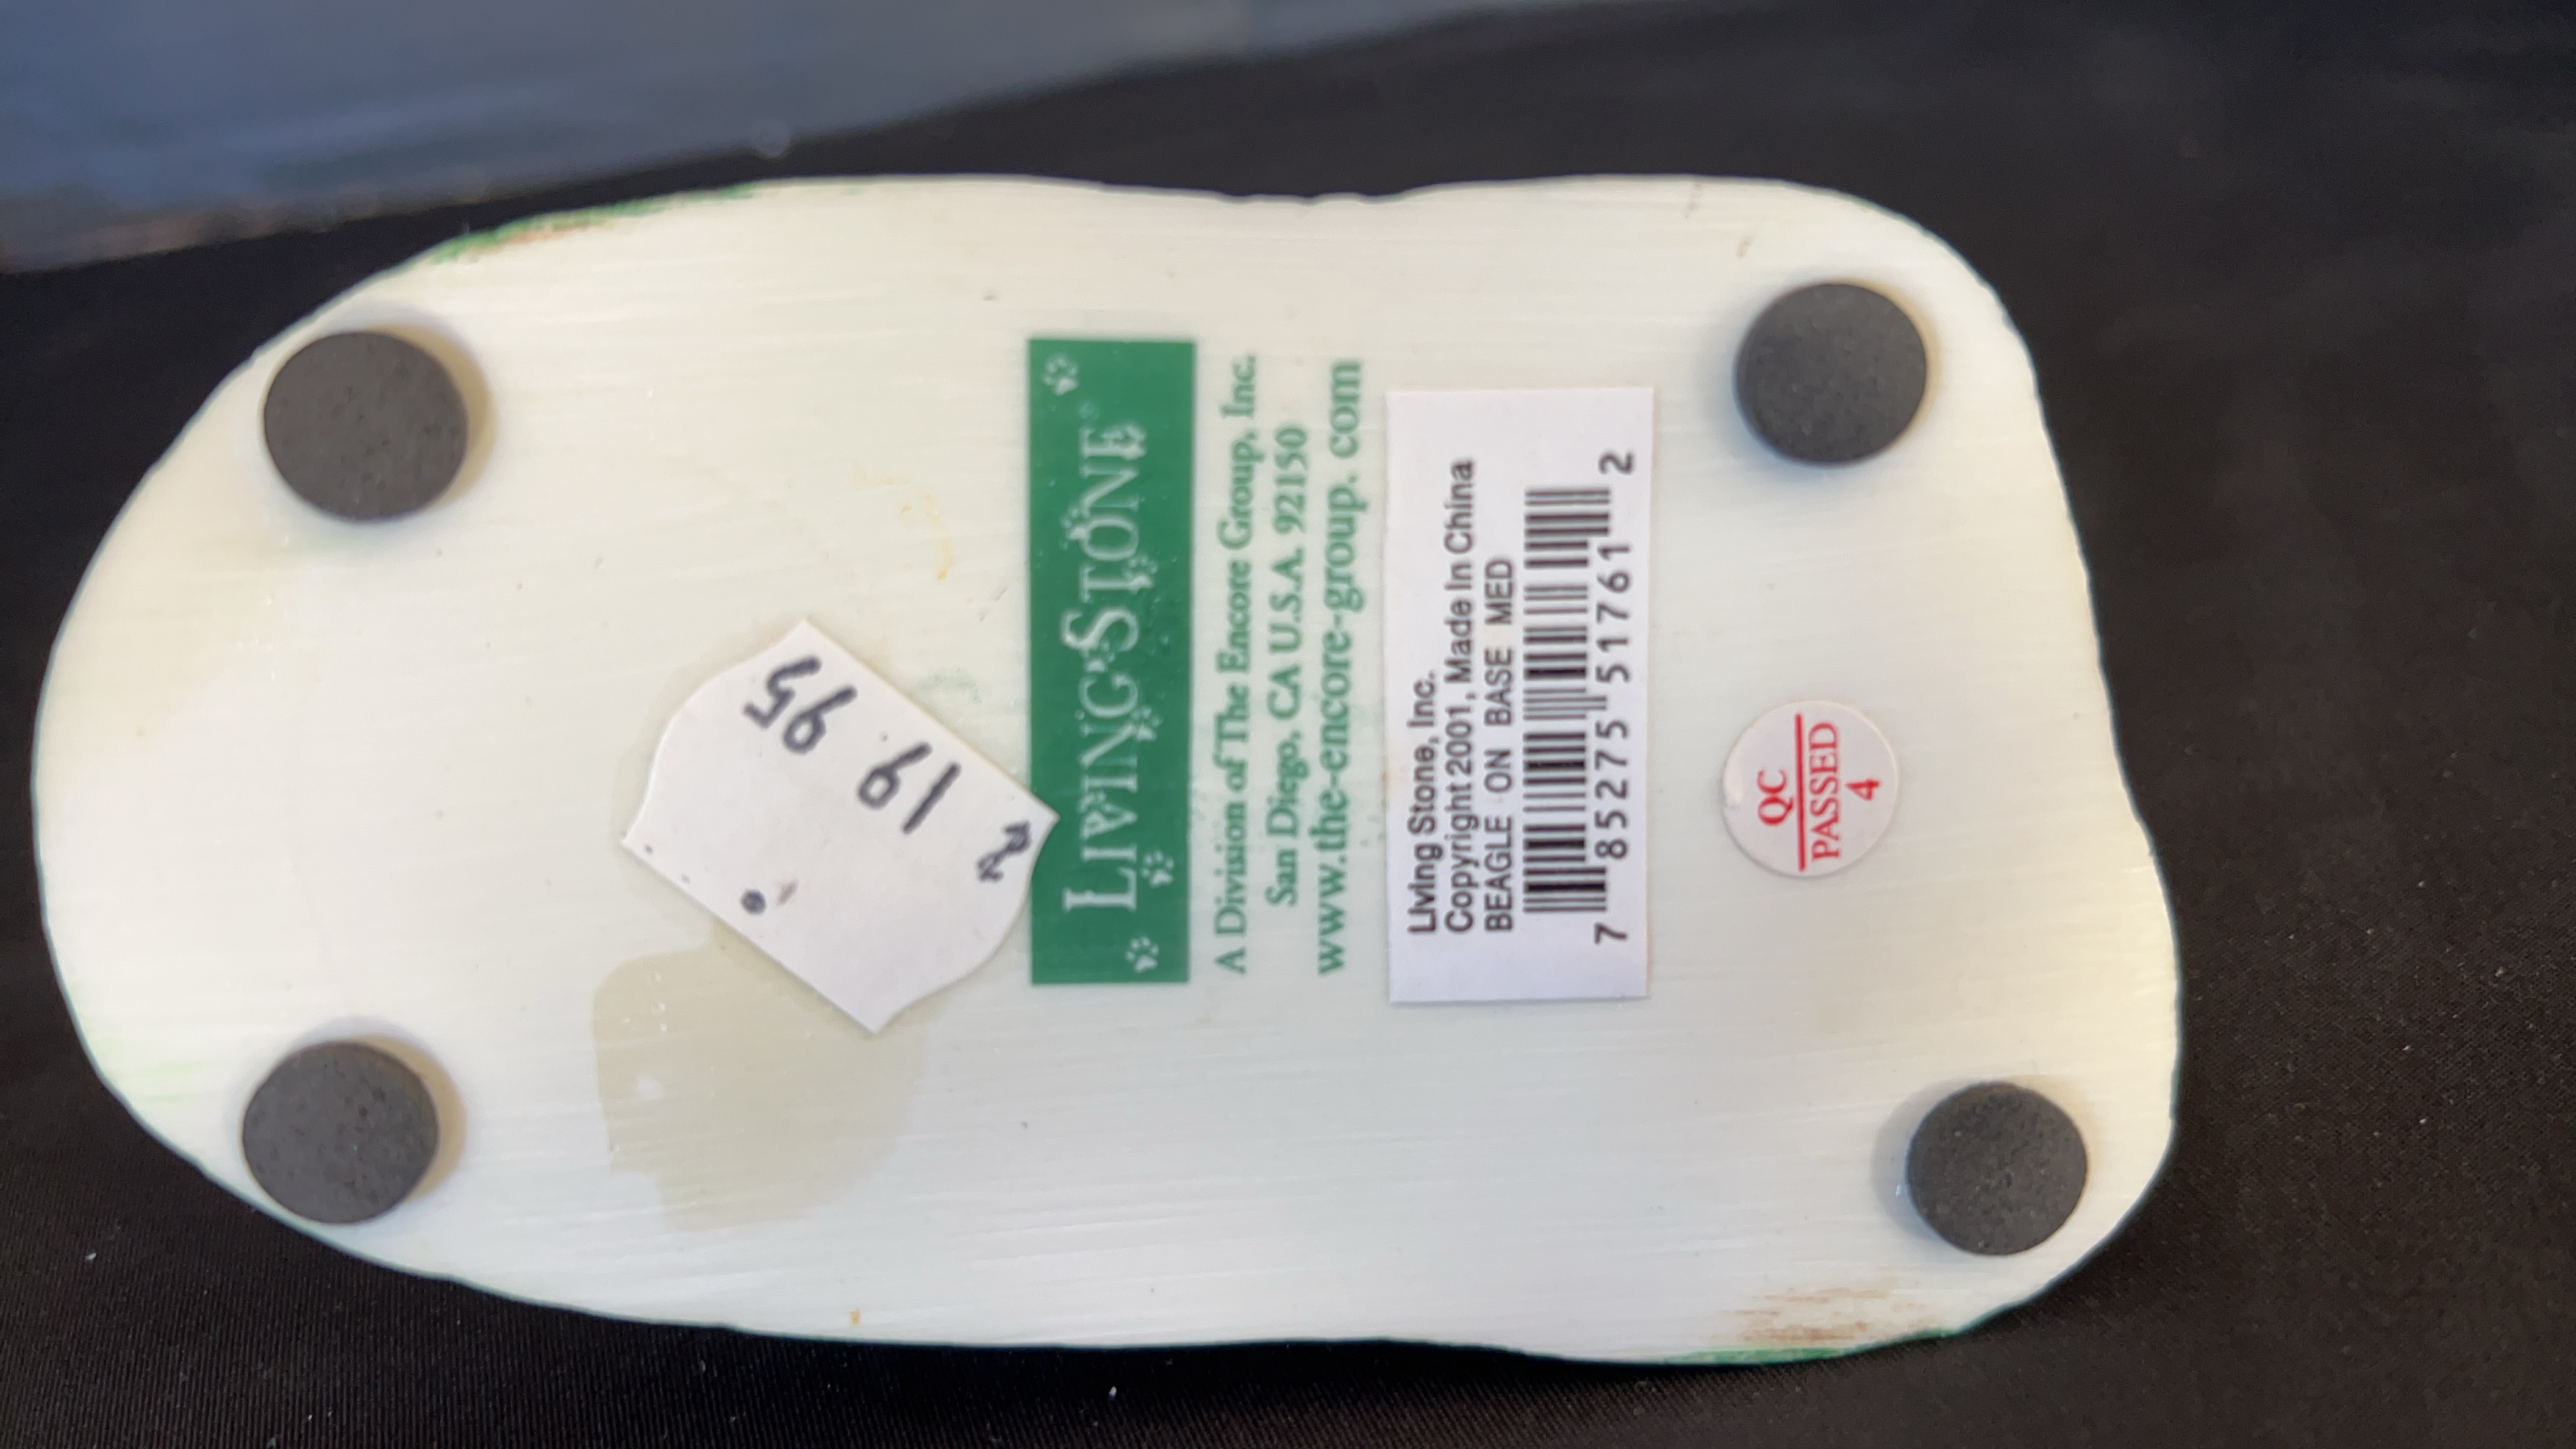 LIVING STONE®
A Division of The Encore Group, Inc.
San Diego, CA U.S.A. 92150
www.the-encore-group. com
Living Stone, Inc.
Copyright 2001, Made In China
BEAGLE ON BASE MED
7 85275 51761 2
QC
PASSED
4
19.95